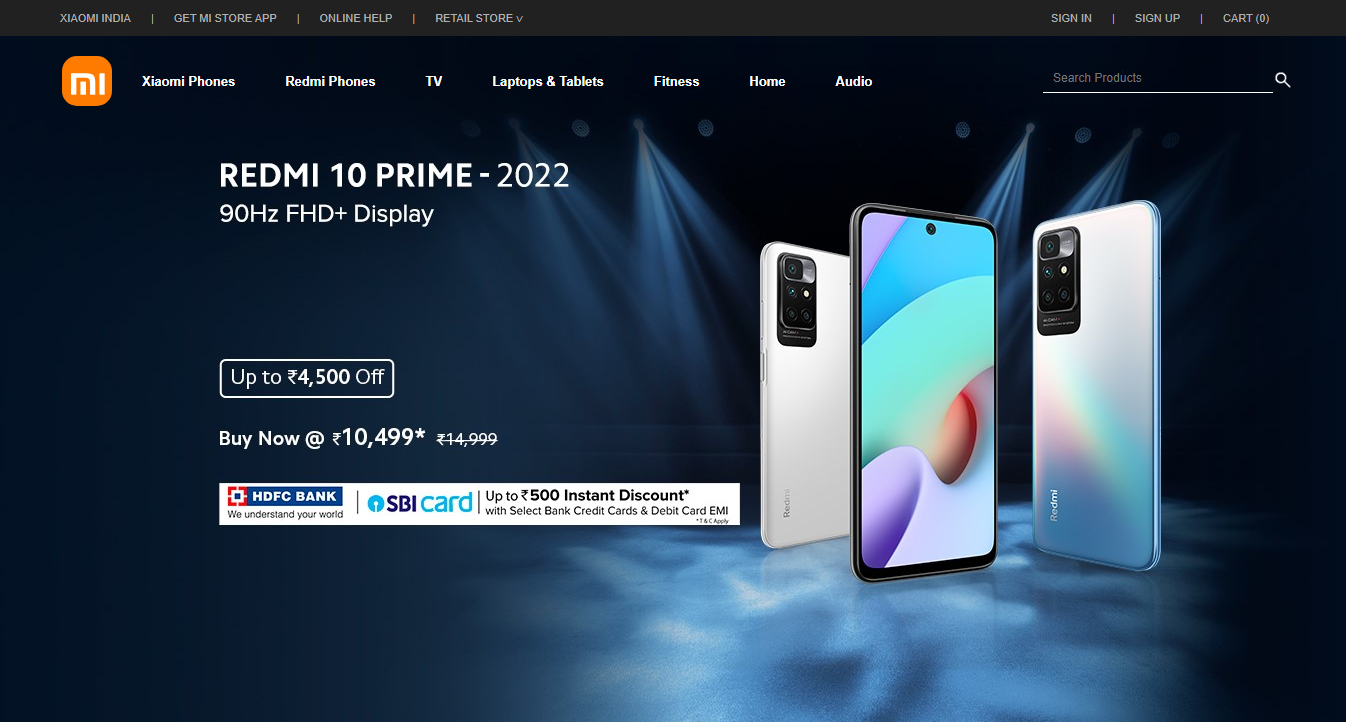 XIAOMI INDIA | GET MI STORE APP | ONLINE HELP | RETAIL STORE v
SIGN IN | SIGN UP | CART (0)
mi
Xiaomi Phones Redmi Phones TV Laptops & Tablets Fitness Home Audio
Search Products
REDMI 10 PRIME - 2022
90Hz FHD+ Display
Up to ₹4,500 Off
Buy Now @ ₹10,499* ₹14,999
HDFC BANK
We understand your world
SBI card
Up to ₹500 Instant Discount*
with Select Bank Credit Cards & Debit Card EMI
*T & C Apply
Redmi
Redmi